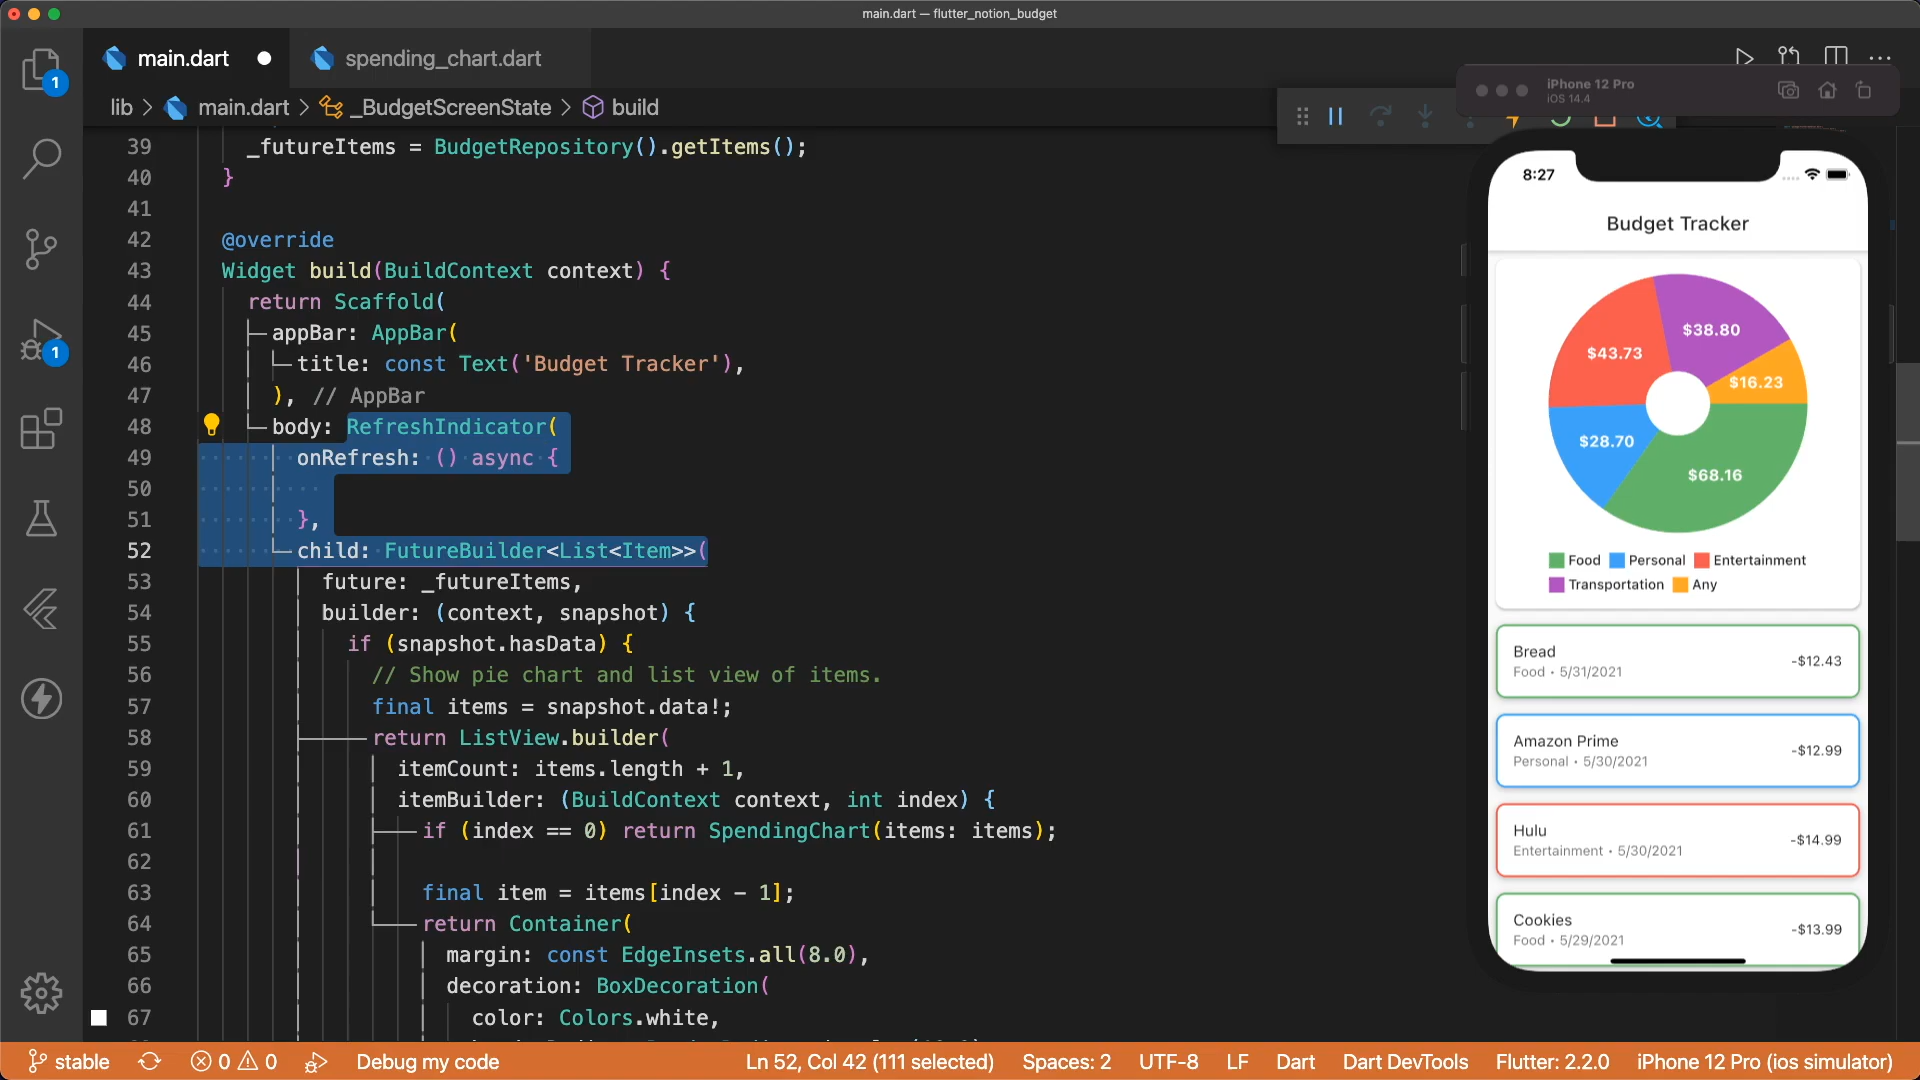 main.dart — flutter_notion_budget
1
main.dart
spending_chart.dart
lib > main.dart > _BudgetScreenState > build
39 _futureItems = BudgetRepository().getItems();
40 }
41
42 @override
43 Widget build(BuildContext context) {
44 return Scaffold(
45 appBar: AppBar(
46 title: const Text('Budget Tracker'),
47 ), // AppBar
48 body: RefreshIndicator(
49 onRefresh: () async {
50
51 },
52 child: FutureBuilder<List<Item>>(
53 future: _futureItems,
54 builder: (context, snapshot) {
55 if (snapshot.hasData) {
56 // Show pie chart and list view of items.
57 final items = snapshot.data!;
58 return ListView.builder(
59 itemCount: items.length + 1,
60 itemBuilder: (BuildContext context, int index) {
61 if (index == 0) return SpendingChart(items: items);
62
63 final item = items[index - 1];
64 return Container(
65 margin: const EdgeInsets.all(8.0),
66 decoration: BoxDecoration(
67 color: Colors.white,
1
iPhone 12 Pro
iOS 14.4
8:27
Budget Tracker
$38.80
$43.73
$16.23
$28.70
$68.16
Food Personal Entertainment
Transportation Any
Bread
Food • 5/31/2021
-$12.43
Amazon Prime
Personal • 5/30/2021
-$12.99
Hulu
Entertainment • 5/30/2021
-$14.99
Cookies
Food • 5/29/2021
-$13.99
stable 0 0 Debug my code Ln 52, Col 42 (111 selected) Spaces: 2 UTF-8 LF Dart Dart DevTools Flutter: 2.2.0 iPhone 12 Pro (ios simulator)